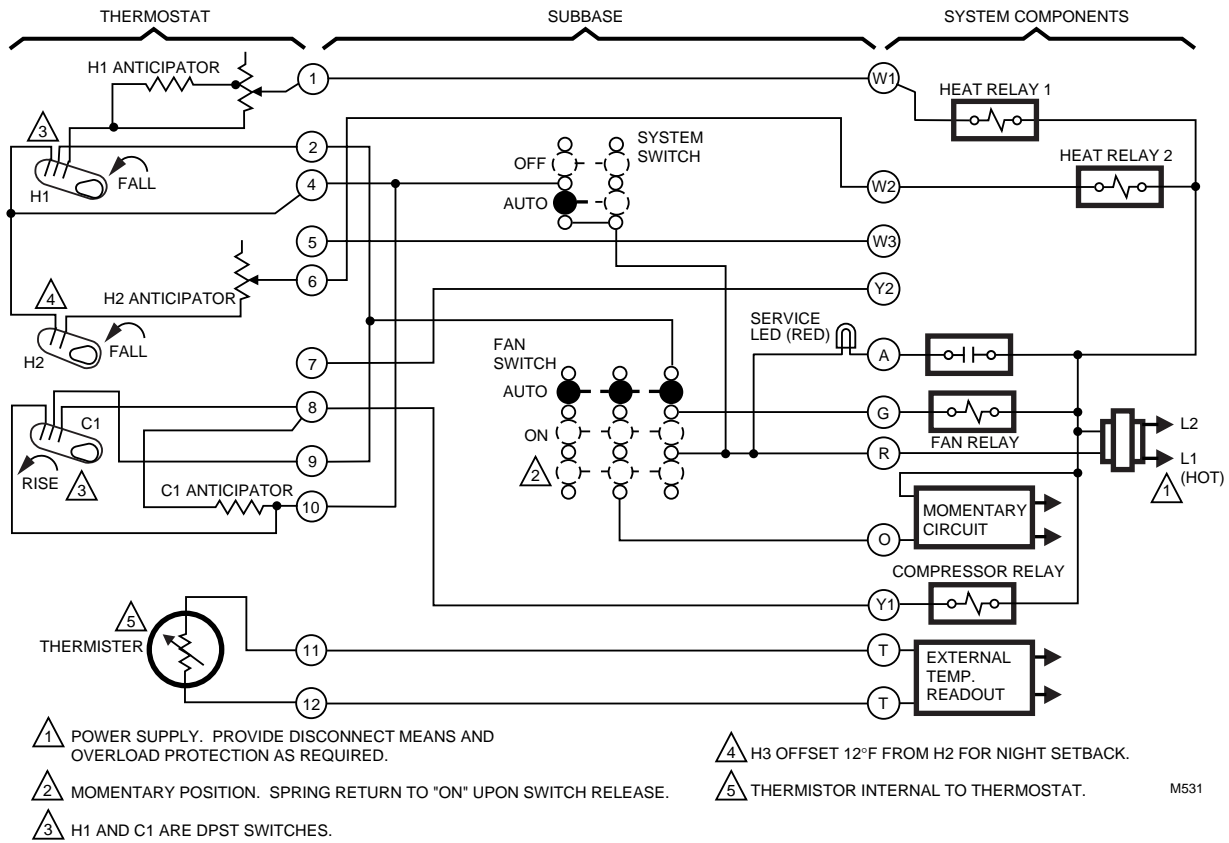 THERMOSTAT
SUBBASE
SYSTEM COMPONENTS
H1 ANTICIPATOR
1
W1
HEAT RELAY 1
3
2
SYSTEM
SWITCH
OFF
HEAT RELAY 2
H1
FALL
4
AUTO
W2
5
W3
6
H2 ANTICIPATOR
Y2
4
SERVICE
LED (RED)
H2
FALL
FAN
SWITCH
7
A
AUTO
8
C1
G
FAN RELAY
L2
ON
9
R
L1
(HOT)
RISE
3
2
1
C1 ANTICIPATOR
10
MOMENTARY
CIRCUIT
O
COMPRESSOR RELAY
Y1
5
THERMISTER
11
T
EXTERNAL
TEMP.
READOUT
12
T
1 POWER SUPPLY. PROVIDE DISCONNECT MEANS AND
OVERLOAD PROTECTION AS REQUIRED.
2 MOMENTARY POSITION. SPRING RETURN TO "ON" UPON SWITCH RELEASE.
3 H1 AND C1 ARE DPST SWITCHES.
4 H3 OFFSET 12°F FROM H2 FOR NIGHT SETBACK.
5 THERMISTOR INTERNAL TO THERMOSTAT.
M531